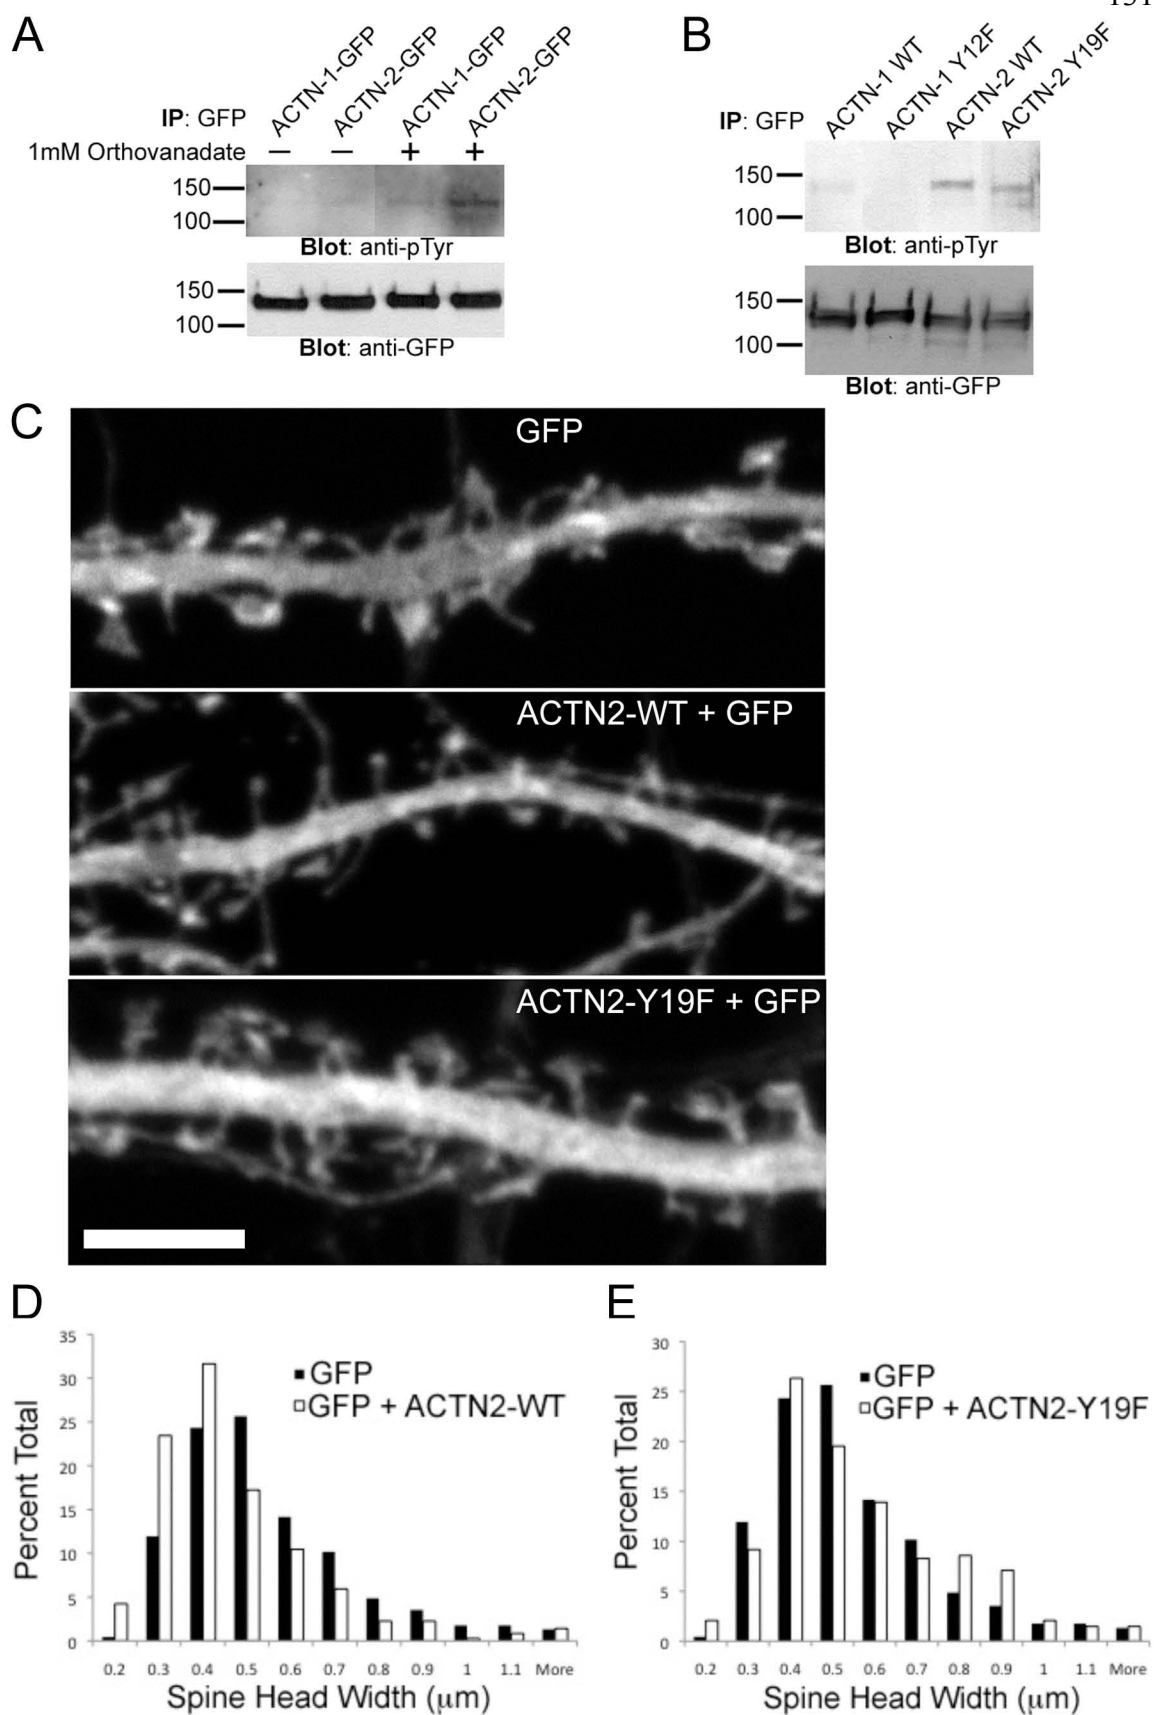 A
ACTN-1-GFP
ACTN-2-GFP
ACTN-1-GFP
ACTN-2-GFP
IP: GFP
1mM Orthovanadate — — + +
150
100
Blot: anti-pTyr
150
100
Blot: anti-GFP
B
ACTN-1 WT
ACTN-1 Y12F
ACTN-2 WT
ACTN-2 Y19F
IP: GFP
150
100
Blot: anti-pTyr
150
100
Blot: anti-GFP
C
GFP
ACTN2-WT + GFP
ACTN2-Y19F + GFP
D
35
30
25
20
15
10
5
0
Percent Total
GFP
GFP + ACTN2-WT
0.2 0.3 0.4 0.5 0.6 0.7 0.8 0.9 1 1.1 More
Spine Head Width (μm)
E
30
25
20
15
10
5
0
Percent Total
GFP
GFP + ACTN2-Y19F
0.2 0.3 0.4 0.5 0.6 0.7 0.8 0.9 1 1.1 More
Spine Head Width (μm)